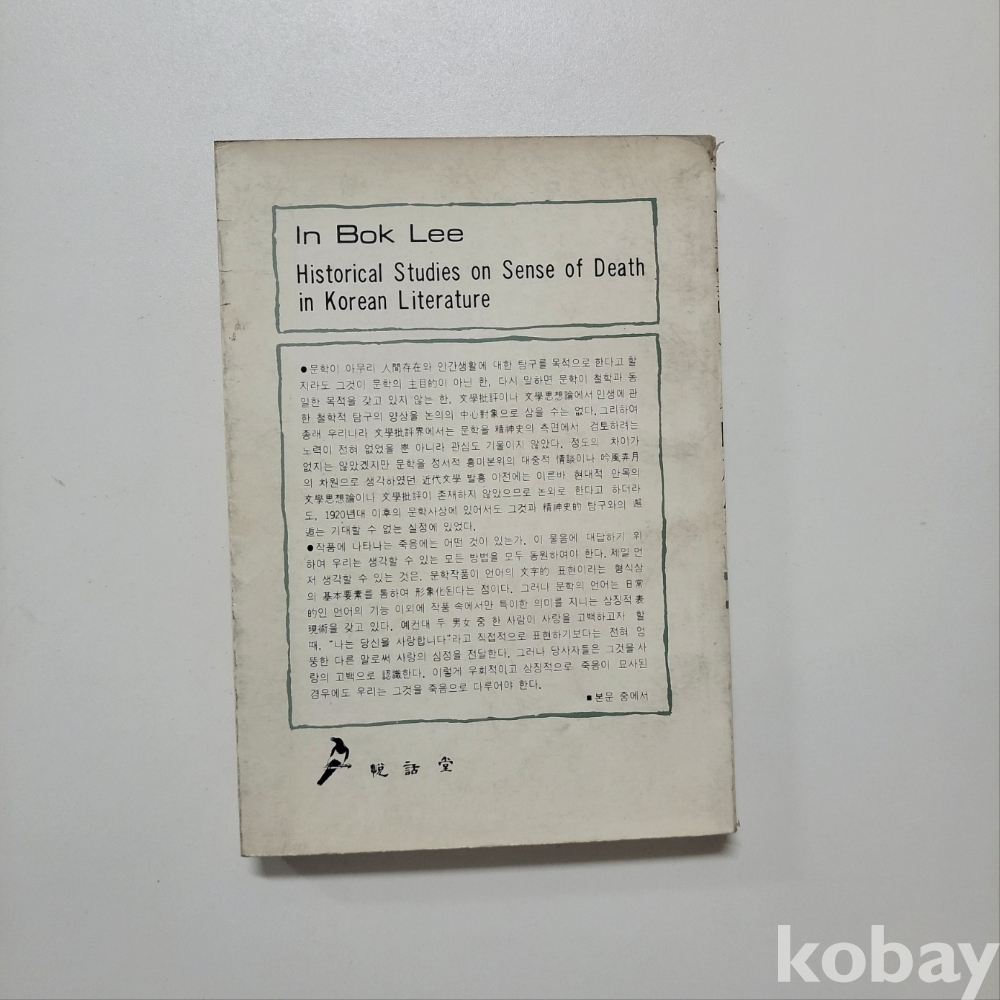 In Bok Lee
Historical Studies on Sense of Death
in Korean Literature
●문학이 아무리 人間存在와 인간생활에 대한 탐구를 목적으로 한다고 할
지라도 그것이 문학의 主目的이 아닌 한, 다시 말하면 문학이 철학과 동
일한 목적을 갖고 있지 않는 한, 文學批評이나 文學思想論에서 인생에 관
한 철학적 탐구의 양상을 논의의 中心對象으로 삼을 수는 없다. 그리하여
종래 우리나라 文學批評界에서는 문학을 精神史의 측면에서 검토하려는
노력이 전혀 없었을 뿐 아니라 관심도 기울이지 않았다. 정도의 차이가
없지는 않았겠지만 문학을 정서적 흥미본위의 대중적 情談이나 吟風弄月
의 차원으로 생각하였던 近代文學 발흥 이전에는 이른바 현대적 안목의
文學思想論이나 文學批評이 존재하지 않았으므로 논외로 한다고 하더라
도, 1920년대 이후의 문학사상에 있어서도 그것과 精神史的 탐구와의 邂
逅는 기대할 수 없는 실정에 있었다.
●작품에 나타나는 죽음에는 어떤 것이 있는가. 이 물음에 대답하기 위
하여 우리는 생각할 수 있는 모든 방법을 모두 동원하여야 한다. 제일 먼
저 생각할 수 있는 것은, 문학작품이 언어의 文字的 표현이라는 형식상
의 基本要素를 통하여 形象化된다는 점이다. 그러나 문학의 언어는 日常
的인 언어의 기능 이외에 작품 속에서만 특이한 의미를 지니는 상징적 表
現術을 갖고 있다. 예컨대 두 男女 중 한 사람이 사랑을 고백하고자 할
때, "나는 당신을 사랑합니다"라고 직접적으로 표현하기보다는 전혀 엉
뚱한 다른 말로써 사랑의 심정을 전달한다. 그러나 당사자들은 그것을 사
랑의 고백으로 認識한다. 이렇게 우회적이고 상징적으로 죽음이 묘사된
경우에도 우리는 그것을 죽음으로 다루어야 한다.
■본문 중에서
悅話堂
kobay